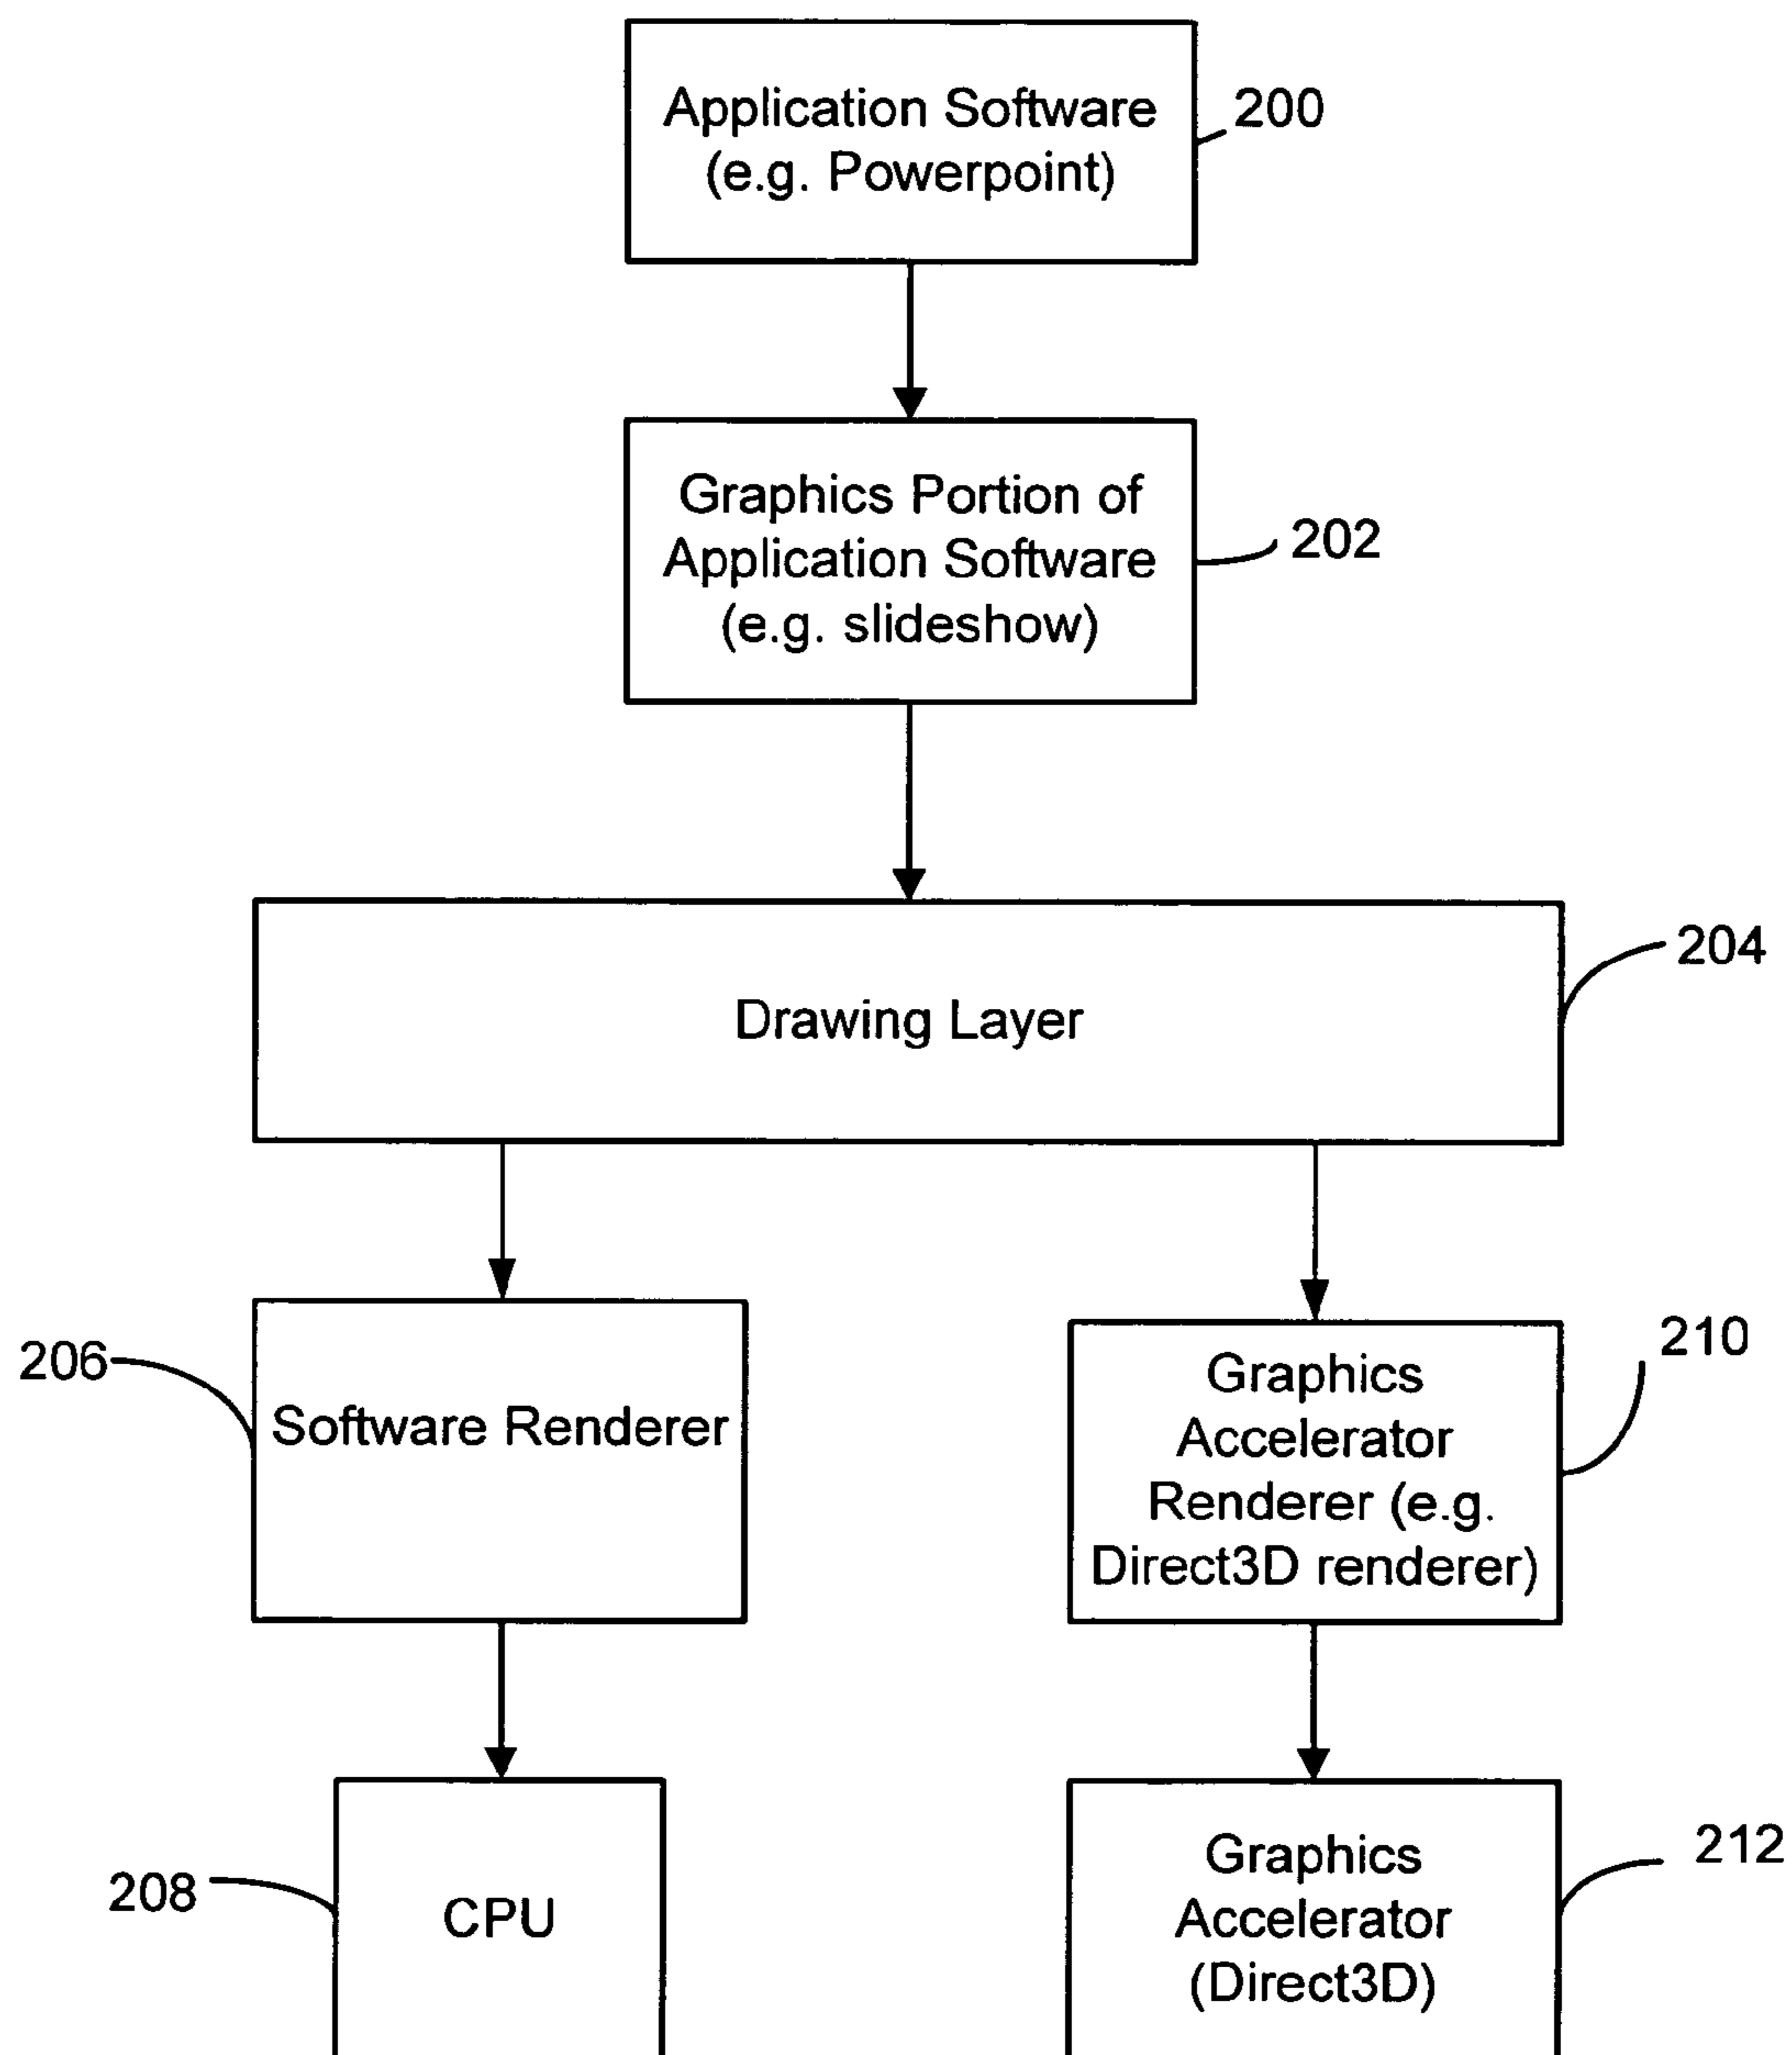 Application Software
(e.g. Powerpoint)
200
Graphics Portion of
Application Software
(e.g. slideshow)
202
Drawing Layer
204
206
Software Renderer
Graphics
Accelerator
Renderer (e.g.
Direct3D renderer)
210
208
CPU
Graphics
Accelerator
(Direct3D)
212